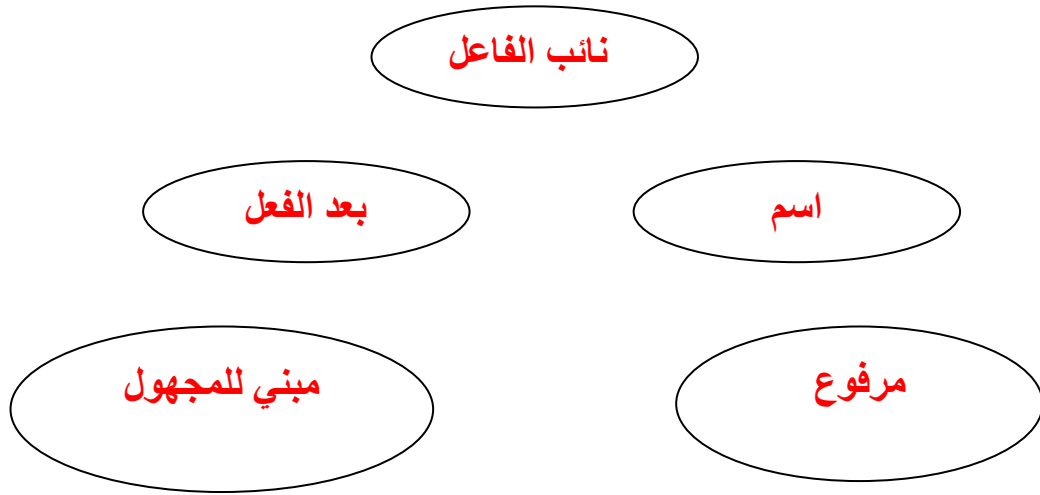 نائب الفاعل
اسم
بعد الفعل
مرفوع
مبني للمجهول